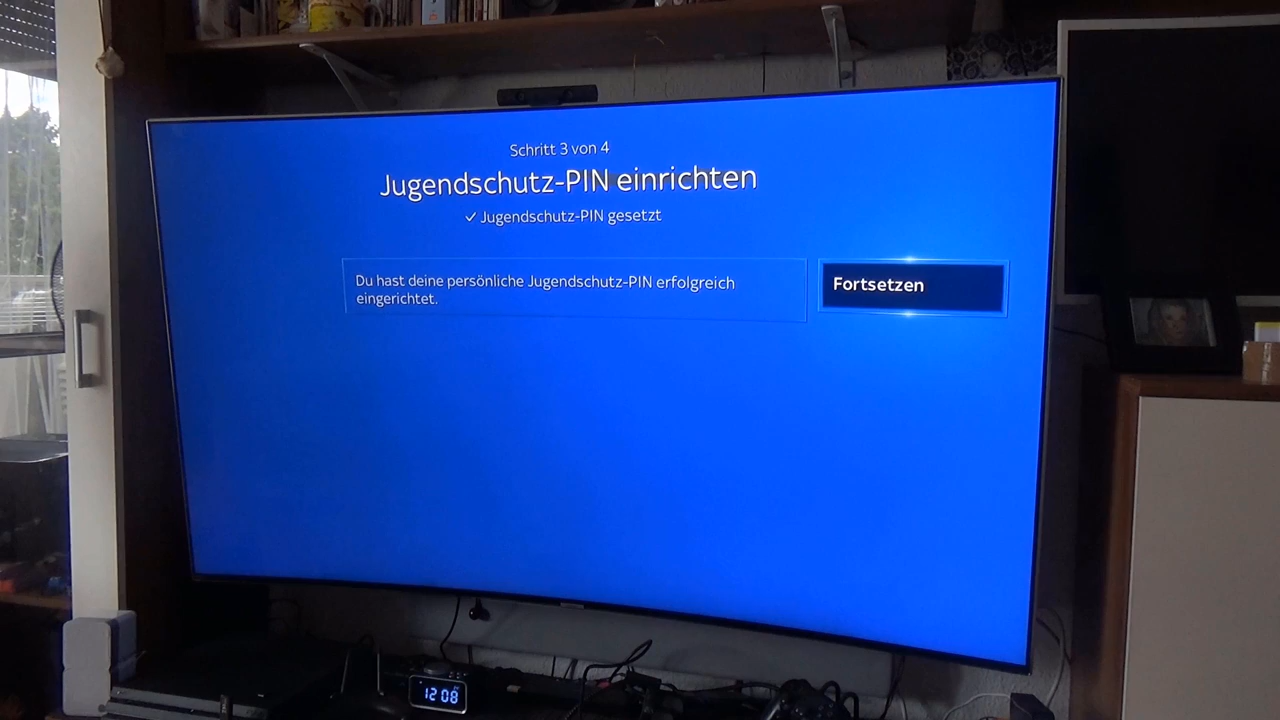 Schritt 3 von 4
Jugendschutz-PIN einrichten
✓ Jugendschutz-PIN gesetzt
Du hast deine persönliche Jugendschutz-PIN erfolgreich
eingerichtet.
Fortsetzen
12:08